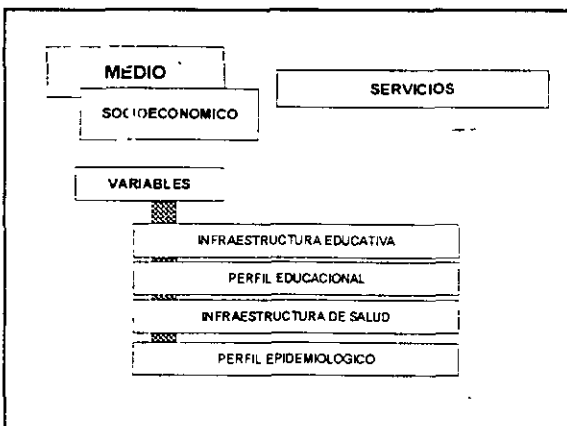 MEDIO
SOCIOECONOMICO
SERVICIOS
VARIABLES
INFRAESTRUCTURA EDUCATIVA
PERFIL EDUCACIONAL
INFRAESTRUCTURA DE SALUD
PERFIL EPIDEMIOLOGICO